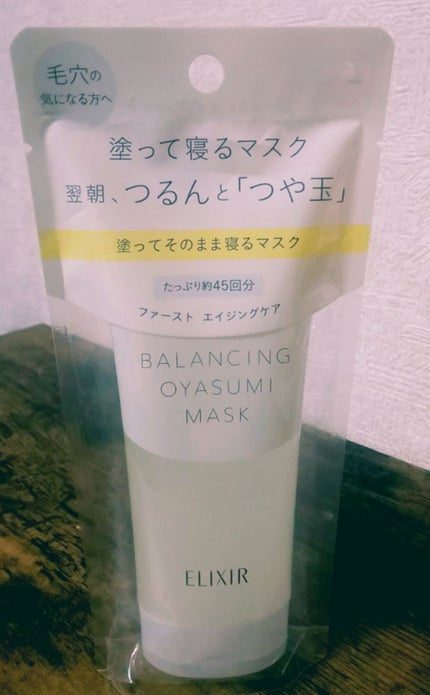 毛穴の
気になる方へ
塗って寝るマスク
翌朝、つるんと「つや玉」
塗ってそのまま寝るマスク
たっぷり約45回分
ファースト エイジングケア
BALANCING
OYASUMI
MASK
ELIXIR